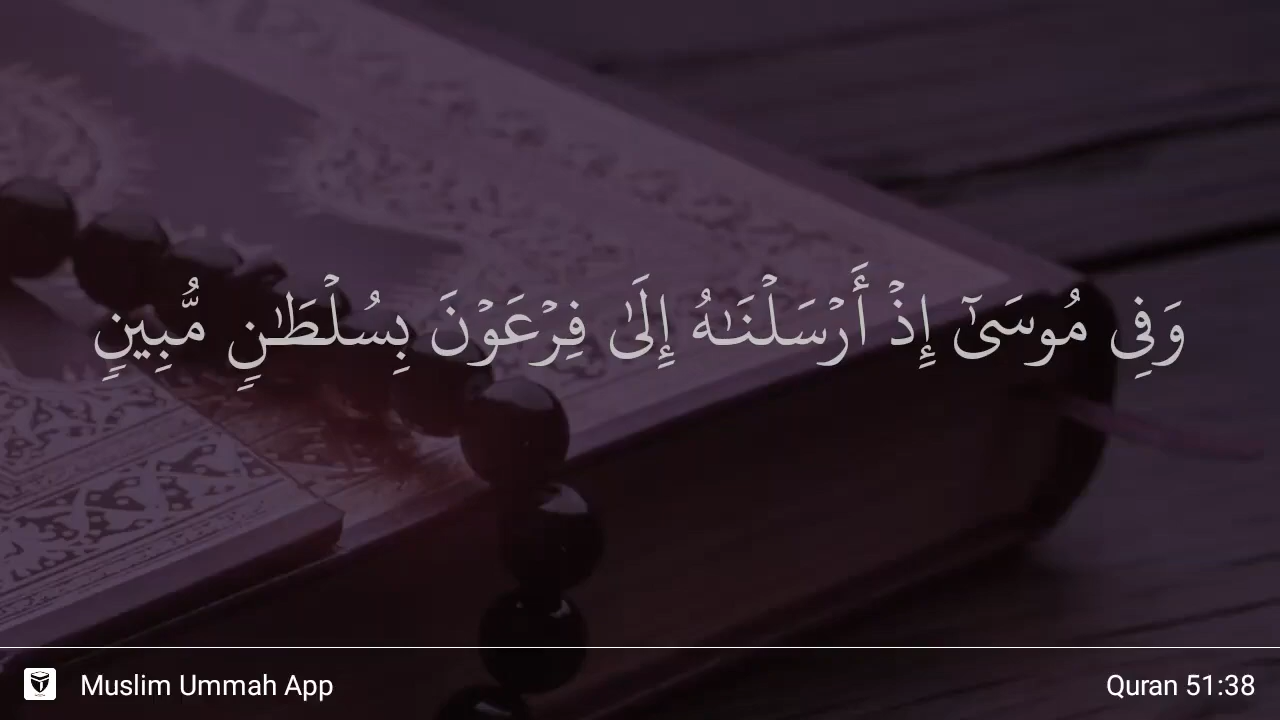 وَفِى مُوسَىٰٓ إِذْ أَرْسَلْنَـٰهُ إِلَىٰ فِرْعَوْنَ بِسُلْطَـٰنٍ مُّبِينٍ
Muslim Ummah App
Quran 51:38